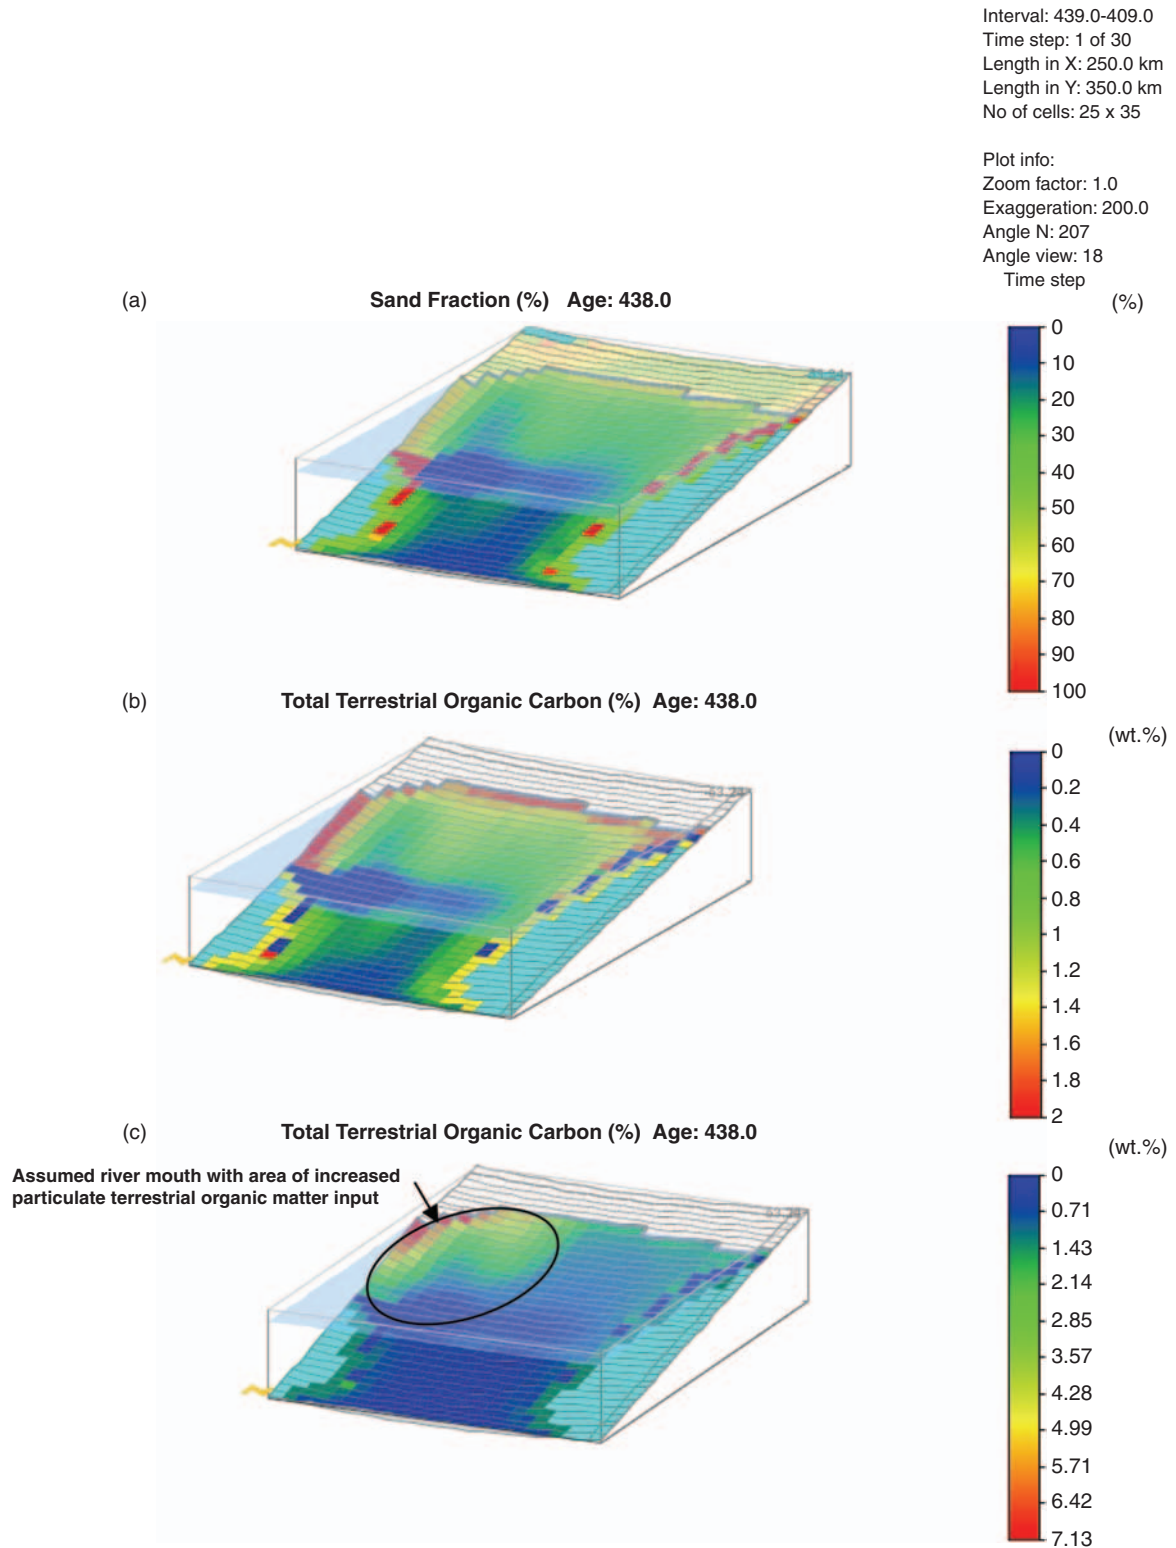 Interval: 439.0-409.0
Time step: 1 of 30
Length in X: 250.0 km
Length in Y: 350.0 km
No of cells: 25 x 35
Plot info:
Zoom factor: 1.0
Exaggeration: 200.0
Angle N: 207
Angle view: 18
Time step
(a)
Sand Fraction (%) Age: 438.0
(%)
0
10
20
30
40
50
60
70
80
90
100
(b)
Total Terrestrial Organic Carbon (%) Age: 438.0
(wt.%)
0
0.2
0.4
0.6
0.8
1
1.2
1.4
1.6
1.8
2
(c)
Total Terrestrial Organic Carbon (%) Age: 438.0
(wt.%)
Assumed river mouth with area of increased
particulate terrestrial organic matter input
0
0.71
1.43
2.14
2.85
3.57
4.28
4.99
5.71
6.42
7.13